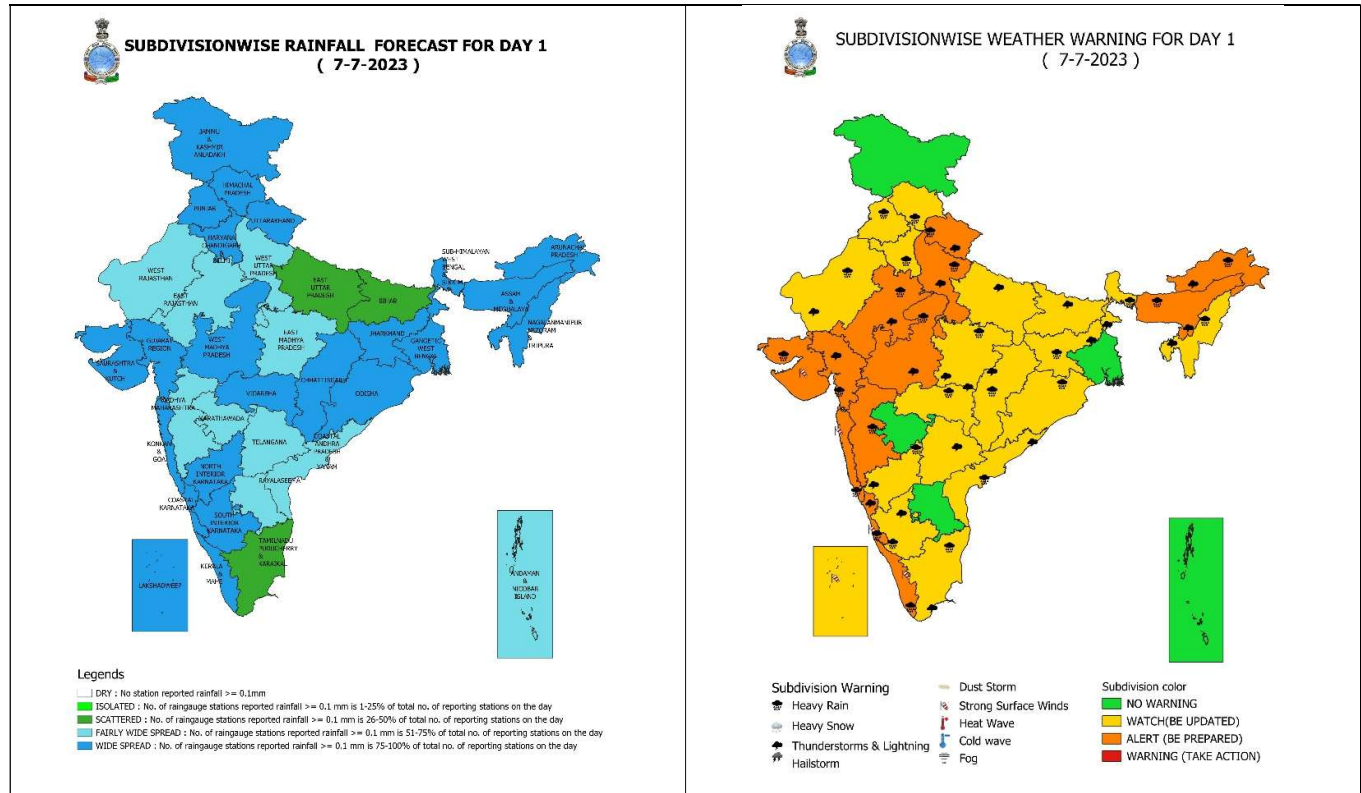 SUBDIVISIONWISE RAINFALL FORECAST FOR DAY 1
( 7-7-2023 )
JAMMU
&
KASHMIR
ANLADAKH
HIMACHAL
PRADESH
PUNJAB
UTTARAKHAND
HARYANA
CHANDIGARH
&
DELHI
WEST
UTTAR
PRADESH
WEST
RAJASTHAN
EAST
RAJASTHAN
EAST
UTTAR
PRADESH
BIHAR
SUB-HIMALAYAN
WEST
BENGAL
&
ARUNACHAL
PRADESH
ASSAM
&
MEGHALAYA
NAGALANMANIPUR
MIZORAM
&
TRIPURA
GUJARAT
REGION
SAURASHTRA
&
KUTCH
WEST
MADHYA
PRADESH
EAST
MADHYA
PRADESH
JHARKHAND
GANGETIC
WEST
BENGAL
CHHATTISGARH
ODISHA
VIDARBHA
MADHYA
MAHARASHTRA
MARATHAWADA
TELANGANA
COASTAL
ANDHRA
PRADESH
&
YANAM
KONKAN
&
GOA
NORTH
INTERIOR
KARNATAKA
RAYALASEEMA
COASTAL
KARNATAKA
SOUTH
INTERIOR
KARNATAKA
TAMILNADU
PUDUCHERRY
&
KARAIKAL
KERALA
&
MAHE
LAKSHADWEEP
ANDAMAN
&
NICOBAR
ISLAND
Legends
DRY : No station reported rainfall >= 0.1mm
ISOLATED : No. of raingauge stations reported rainfall >= 0.1 mm is 1-25% of total no. of reporting stations on the day
SCATTERED : No. of raingauge stations reported rainfall >= 0.1 mm is 26-50% of total no. of reporting stations on the day
FAIRLY WIDE SPREAD : No. of raingauge stations reported rainfall >= 0.1 mm is 51-75% of total no. of reporting stations on the day
WIDE SPREAD : No. of raingauge stations reported rainfall >= 0.1 mm is 75-100% of total no. of reporting stations on the day
SUBDIVISIONWISE WEATHER WARNING FOR DAY 1
( 7-7-2023 )
Subdivision Warning
Heavy Rain
Heavy Snow
Thunderstorms & Lightning
Hailstorm
Dust Storm
Strong Surface Winds
Heat Wave
Cold wave
Fog
Subdivision color
NO WARNING
WATCH(BE UPDATED)
ALERT (BE PREPARED)
WARNING (TAKE ACTION)